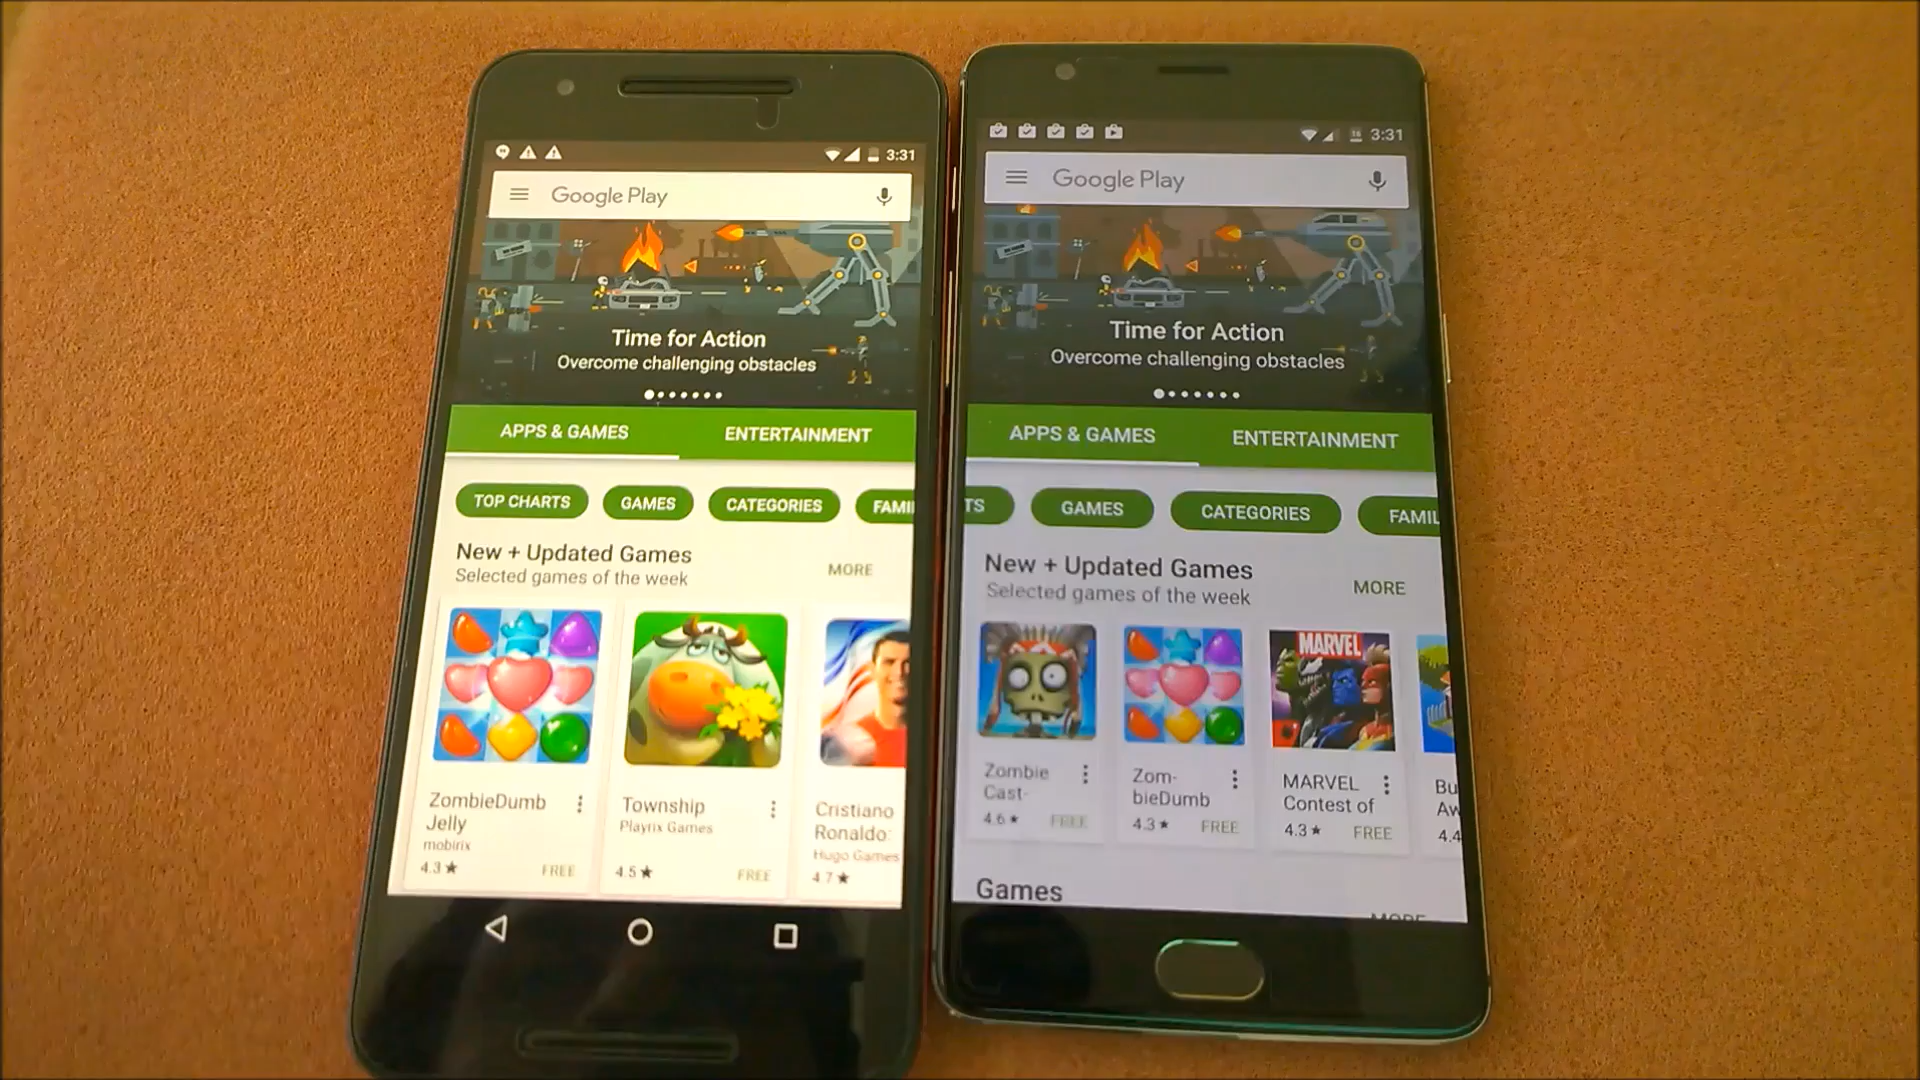 3:31
Google Play
Time for Action
Overcome challenging obstacles
APPS & GAMES
ENTERTAINMENT
TOP CHARTS
GAMES
CATEGORIES
FAMI
New + Updated Games
Selected games of the week
MORE
ZombieDumb
Jelly
mobirix
4.3★
FREE
Township
Playrix Games
4.5★
FREE
Cristiano
Ronaldo:
Hugo Games
4.7★
3:31
Google Play
Time for Action
Overcome challenging obstacles
APPS & GAMES
ENTERTAINMENT
TS
GAMES
CATEGORIES
FAMIL
New + Updated Games
Selected games of the week
MORE
MARVEL
Zombie
Cast-
4.6★
FREE
Zom-
bieDumb
4.3★
FREE
MARVEL
Contest of
4.3★
FREE
Bu
Aw
4.4
Games
MORE